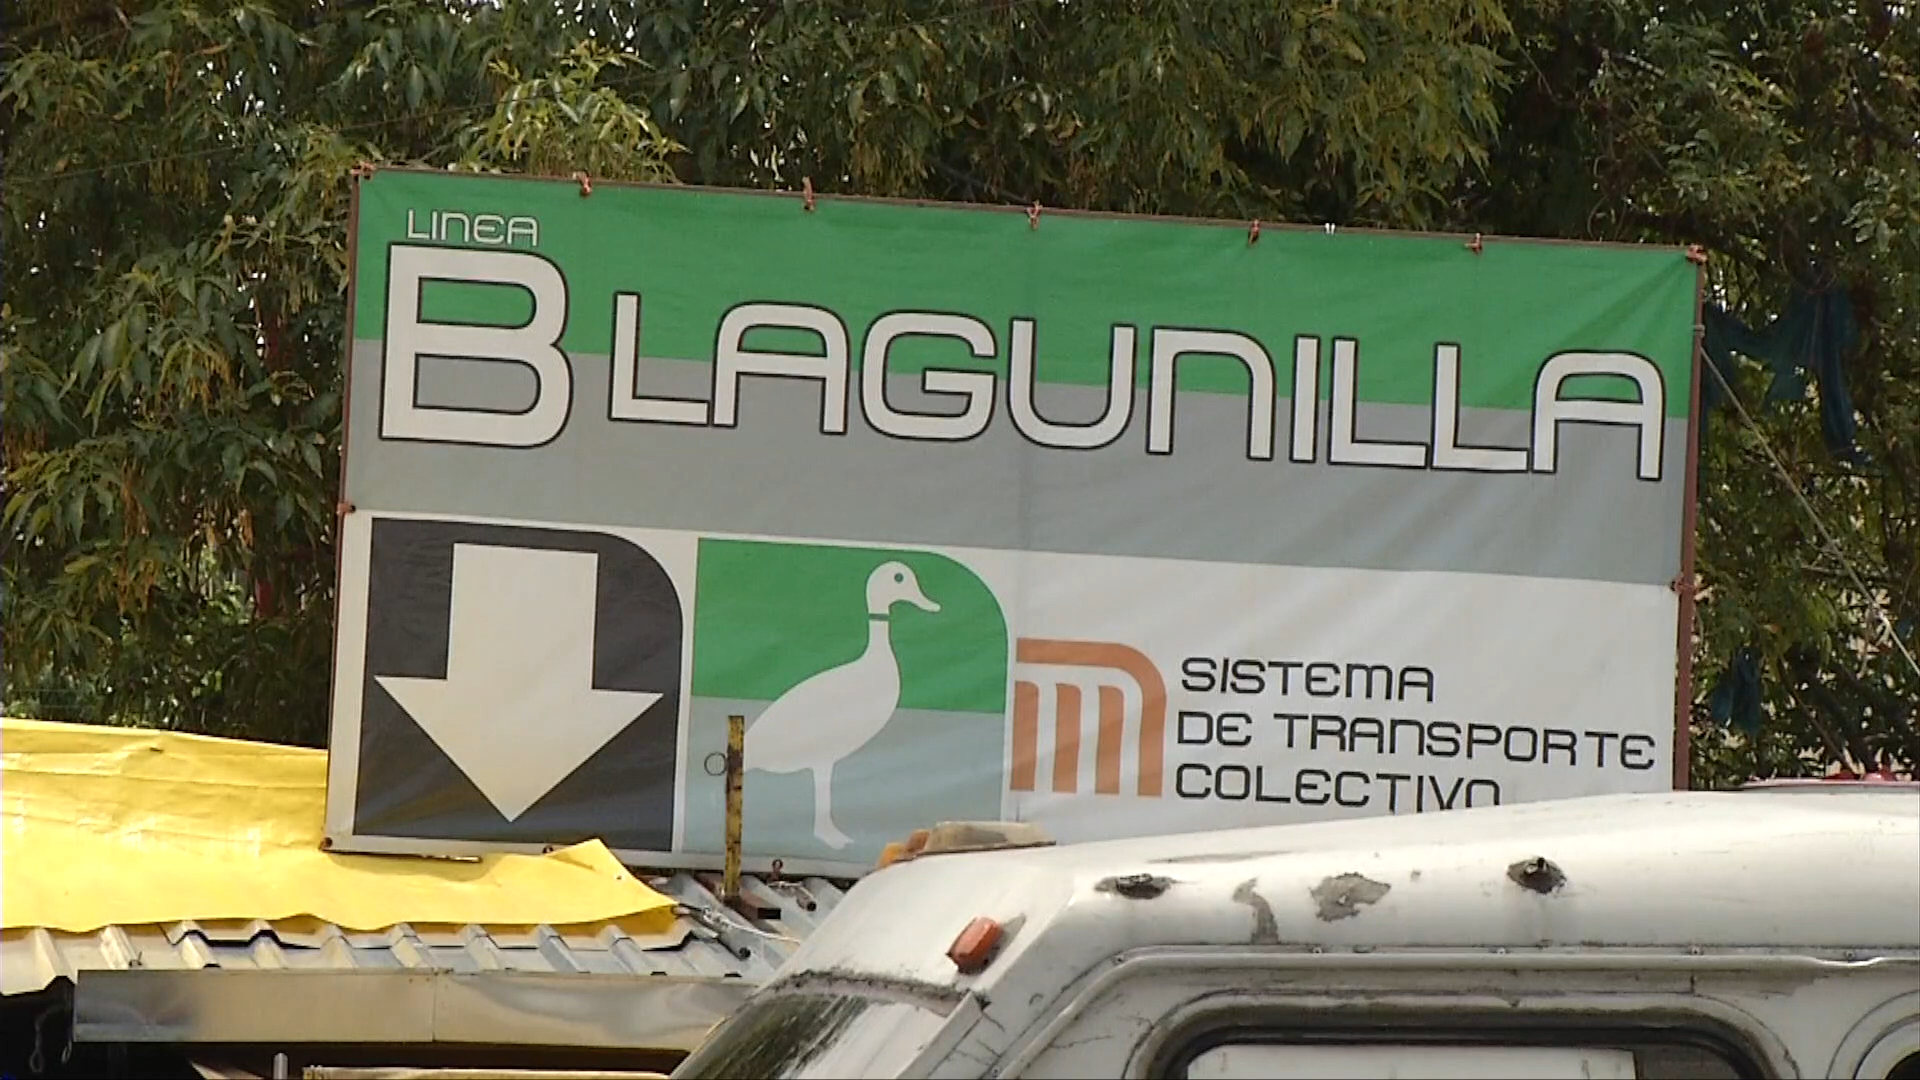 LINEA
B LAGUNILLA
SISTEMA
DE TRANSPORTE
COLECTIVO